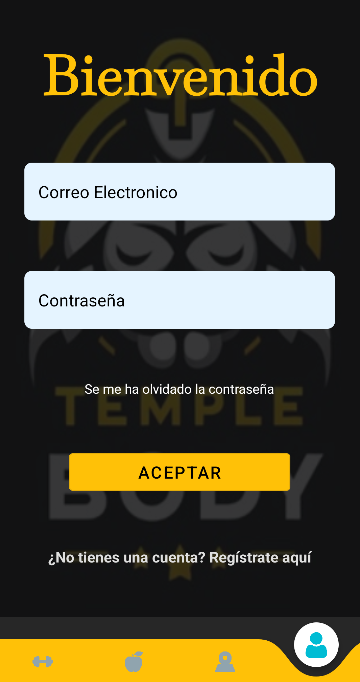 Bienvenido
Correo Electronico
Contraseña
Se me ha olvidado la contraseña
TEMPLE
ACEPTAR
BODY
¿No tienes una cuenta? Regístrate aquí